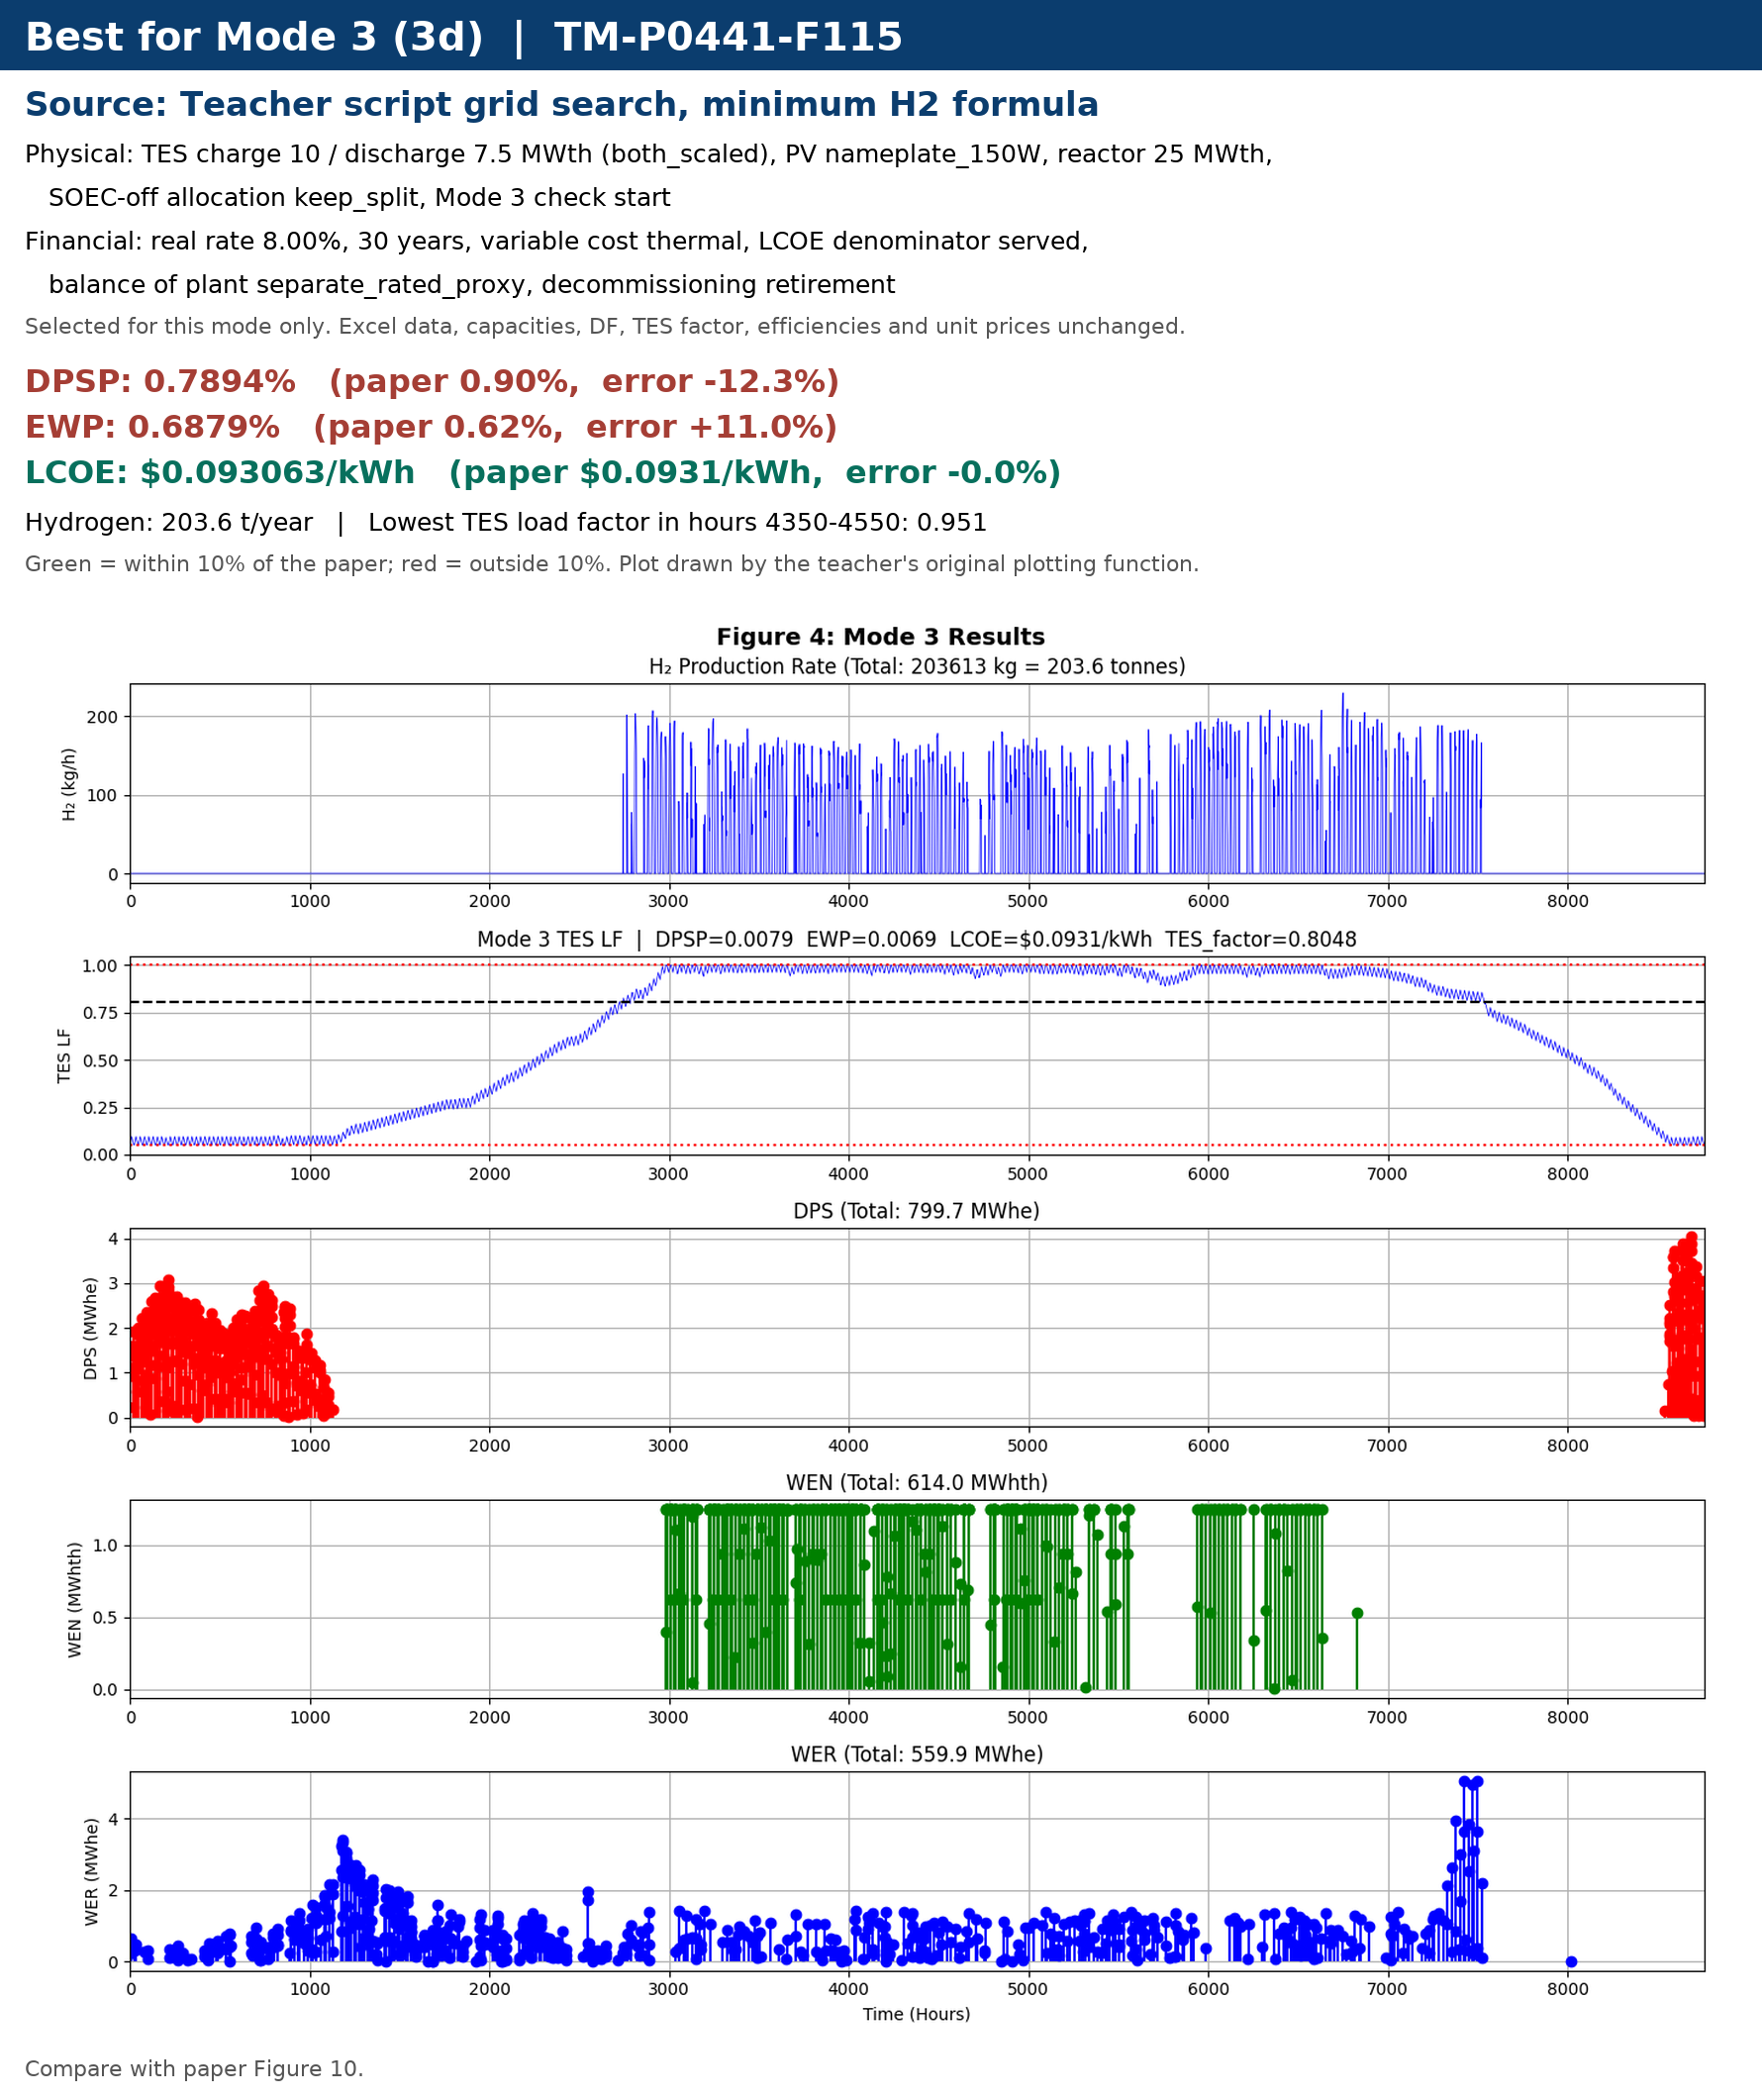 Best for Mode 3 (3d)  |  TM-P0441-F115
Source: Teacher script grid search, minimum H2 formula
Physical: TES charge 10 / discharge 7.5 MWth (both_scaled), PV nameplate_150W, reactor 25 MWth,
SOEC-off allocation keep_split, Mode 3 check start
Financial: real rate 8.00%, 30 years, variable cost thermal, LCOE denominator served,
balance of plant separate_rated_proxy, decommissioning retirement
Selected for this mode only. Excel data, capacities, DF, TES factor, efficiencies and unit prices unchanged.
DPSP: 0.7894%   (paper 0.90%,  error -12.3%)
EWP: 0.6879%   (paper 0.62%,  error +11.0%)
LCOE: $0.093063/kWh   (paper $0.0931/kWh,  error -0.0%)
Hydrogen: 203.6 t/year   |   Lowest TES load factor in hours 4350-4550: 0.951
Green = within 10% of the paper; red = outside 10%. Plot drawn by the teacher's original plotting function.
Figure 4: Mode 3 Results
H₂ Production Rate (Total: 203613 kg = 203.6 tonnes)
H₂ (kg/h)
200
100
0
0 1000 2000 3000 4000 5000 6000 7000 8000
Mode 3 TES LF  |  DPSP=0.0079  EWP=0.0069  LCOE=$0.0931/kWh  TES_factor=0.8048
TES LF
1.00
0.75
0.50
0.25
0.00
0 1000 2000 3000 4000 5000 6000 7000 8000
DPS (Total: 799.7 MWhe)
DPS (MWhe)
4
3
2
1
0
0 1000 2000 3000 4000 5000 6000 7000 8000
WEN (Total: 614.0 MWhth)
WEN (MWhth)
1.0
0.5
0.0
0 1000 2000 3000 4000 5000 6000 7000 8000
WER (Total: 559.9 MWhe)
WER (MWhe)
4
2
0
0 1000 2000 3000 4000 5000 6000 7000 8000
Time (Hours)
Compare with paper Figure 10.